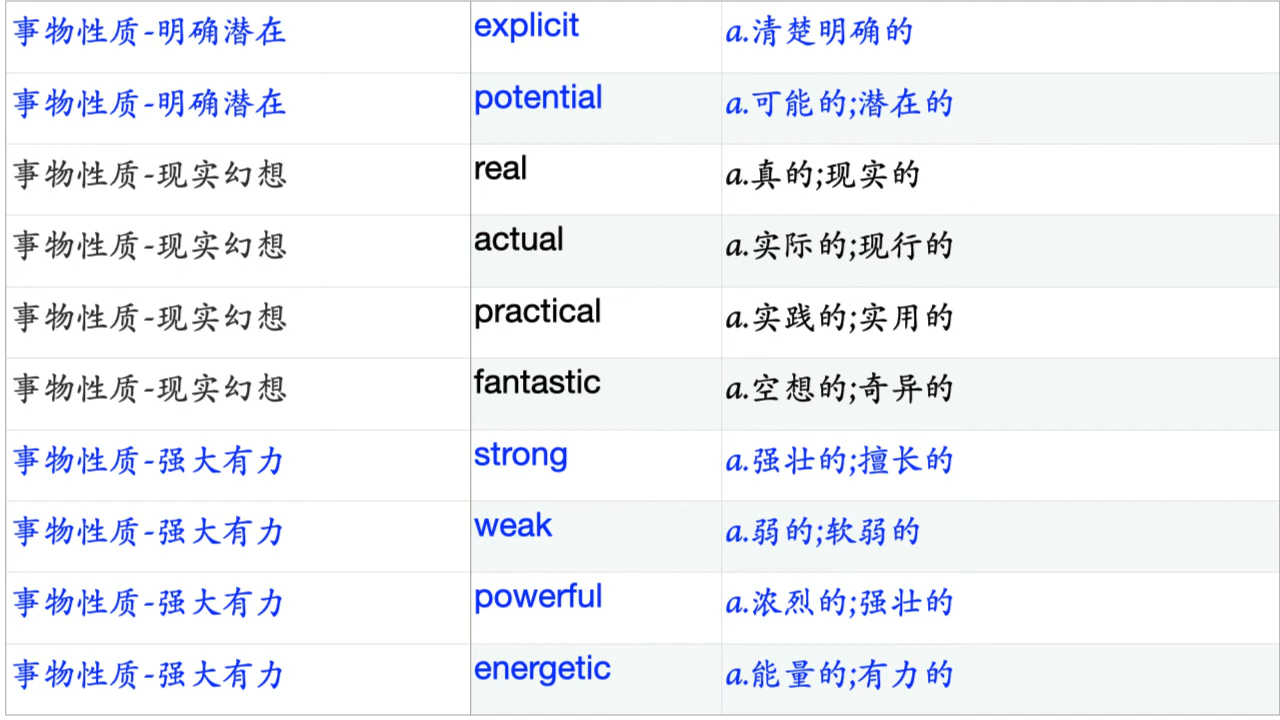 事物性质-明确潜在 explicit a.清楚明确的
事物性质-明确潜在 potential a.可能的;潜在的
事物性质-现实幻想 real a.真的;现实的
事物性质-现实幻想 actual a.实际的;现行的
事物性质-现实幻想 practical a.实践的;实用的
事物性质-现实幻想 fantastic a.空想的;奇异的
事物性质-强大有力 strong a.强壮的;擅长的
事物性质-强大有力 weak a.弱的;软弱的
事物性质-强大有力 powerful a.浓烈的;强壮的
事物性质-强大有力 energetic a.能量的;有力的